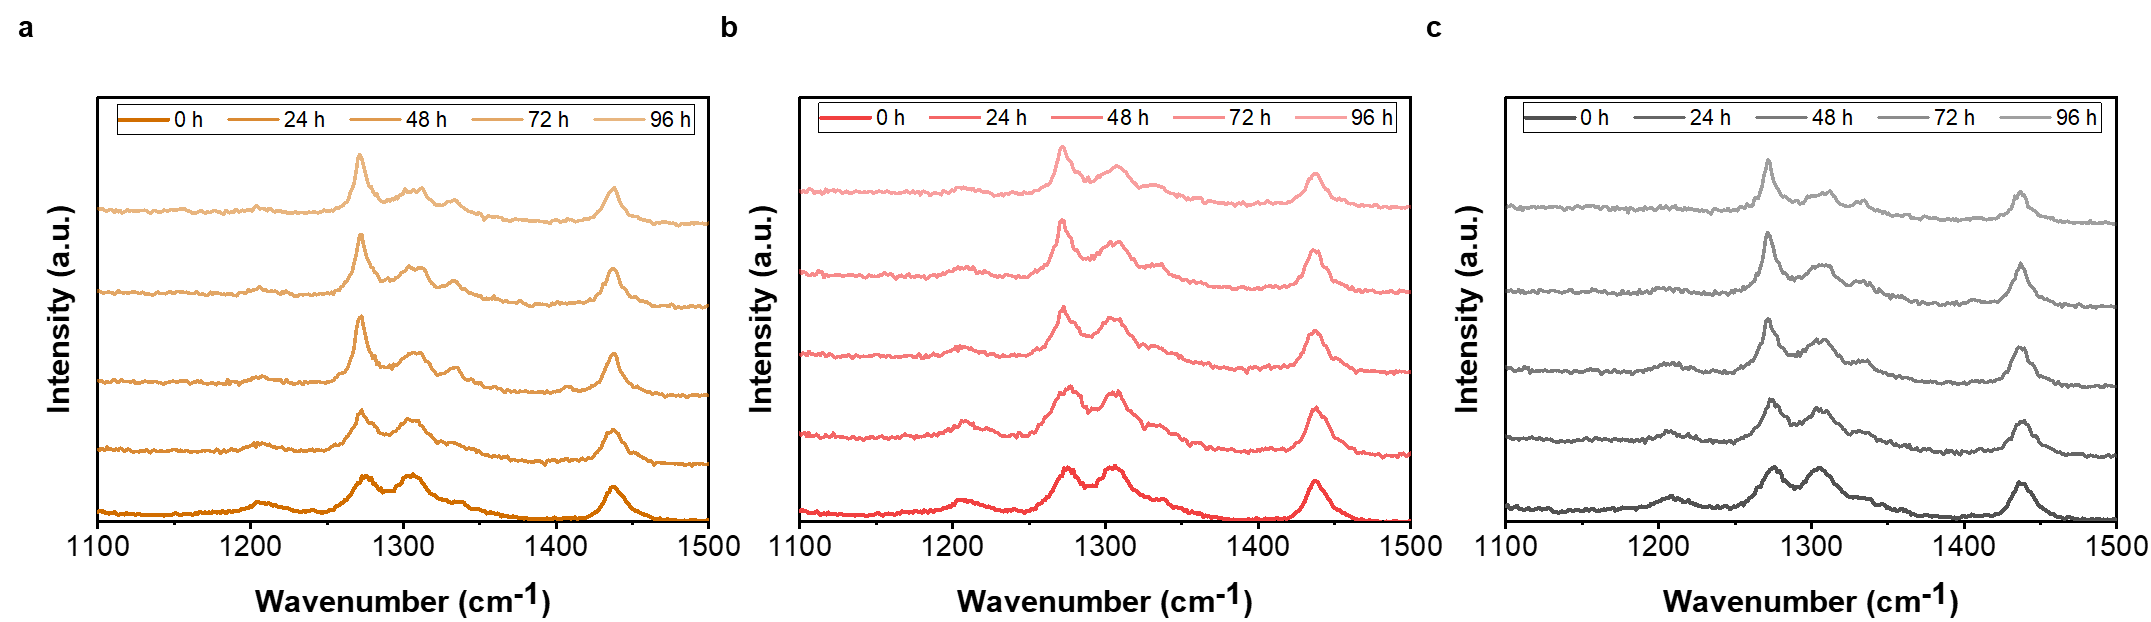 a
b
c
0 h 24 h 48 h 72 h 96 h
0 h 24 h 48 h 72 h 96 h
0 h 24 h 48 h 72 h 96 h
Intensity (a.u.)
Intensity (a.u.)
Intensity (a.u.)
1100 1200 1300 1400 1500
1100 1200 1300 1400 1500
1100 1200 1300 1400 1500
Wavenumber (cm-1)
Wavenumber (cm-1)
Wavenumber (cm-1)